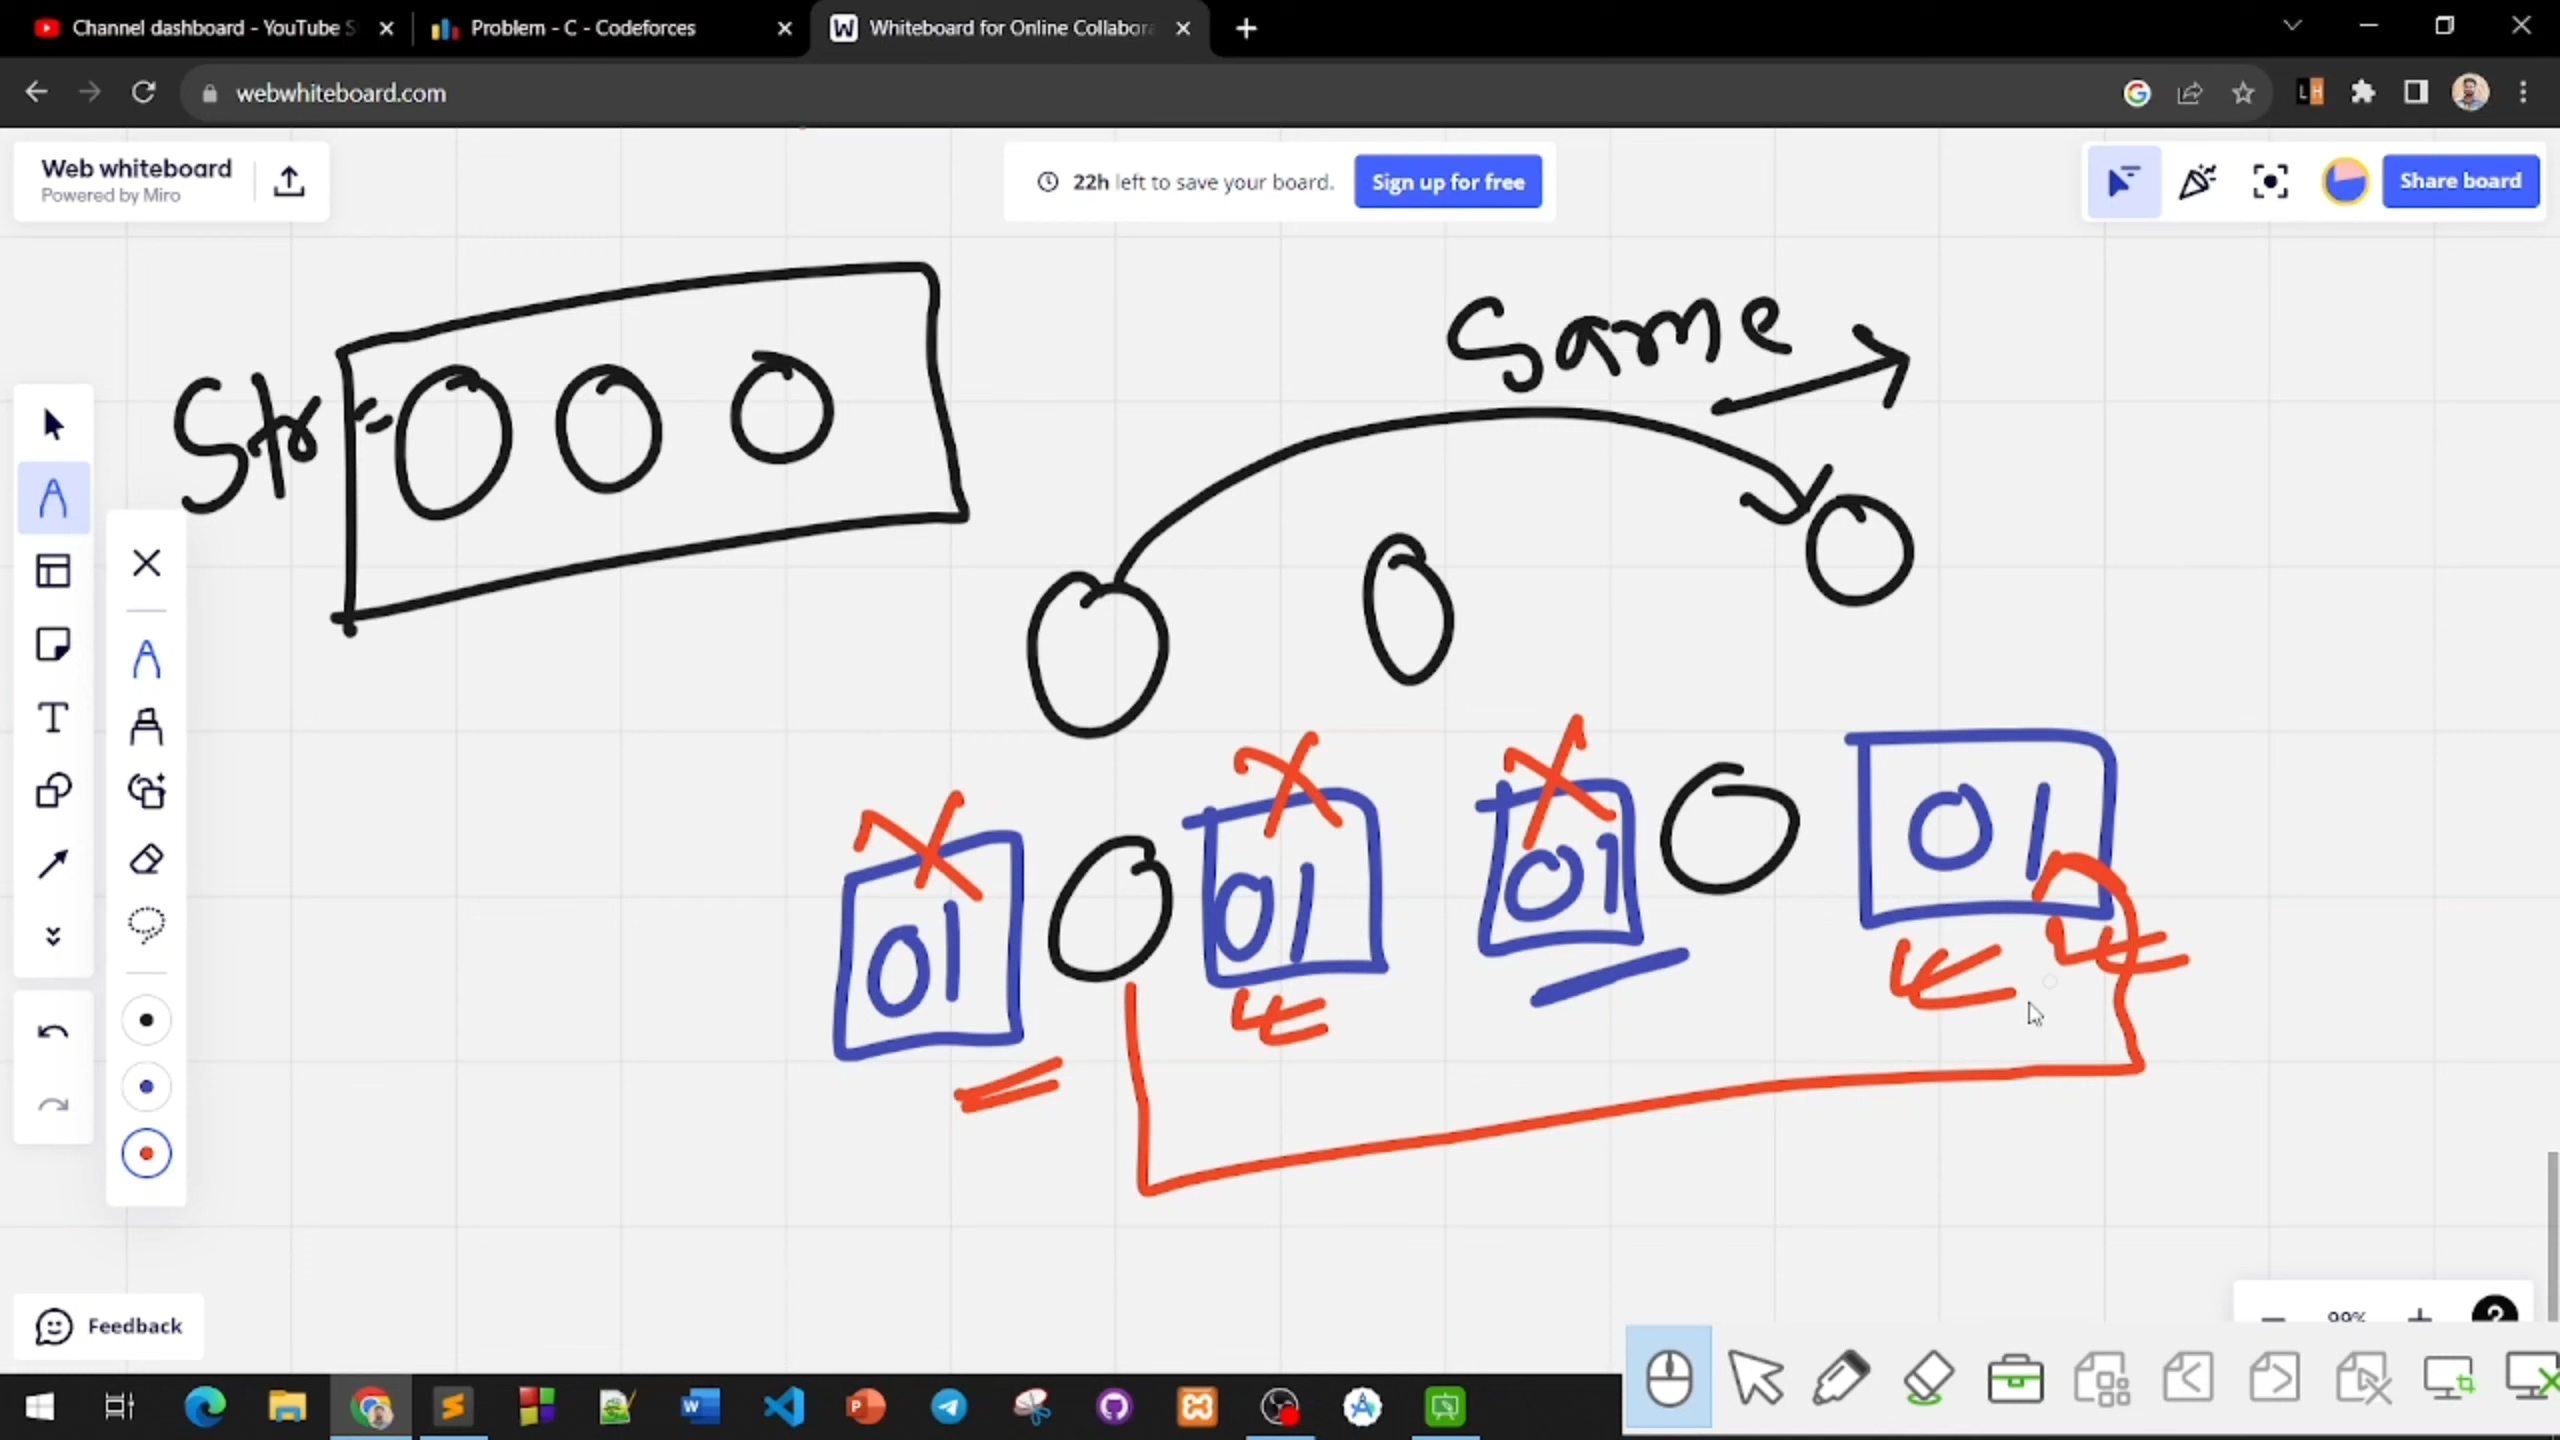 Channel dashboard - YouTube S
Problem - C - Codeforces
Whiteboard for Online Collabora
webwhiteboard.com
Web whiteboard
Powered by Miro
22h left to save your board.
Sign up for free
Share board
Same
Str = 0 0 0
0 0 0
01 0 01 01 0 01
Feedback
99%